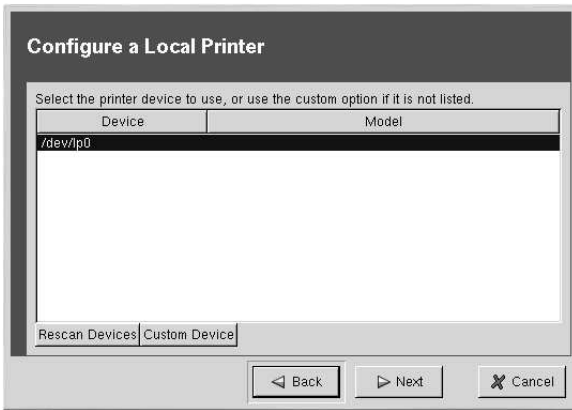 Configure a Local Printer
Select the printer device to use, or use the custom option if it is not listed.
Device Model
/dev/lp0
Rescan Devices Custom Device
Back Next Cancel